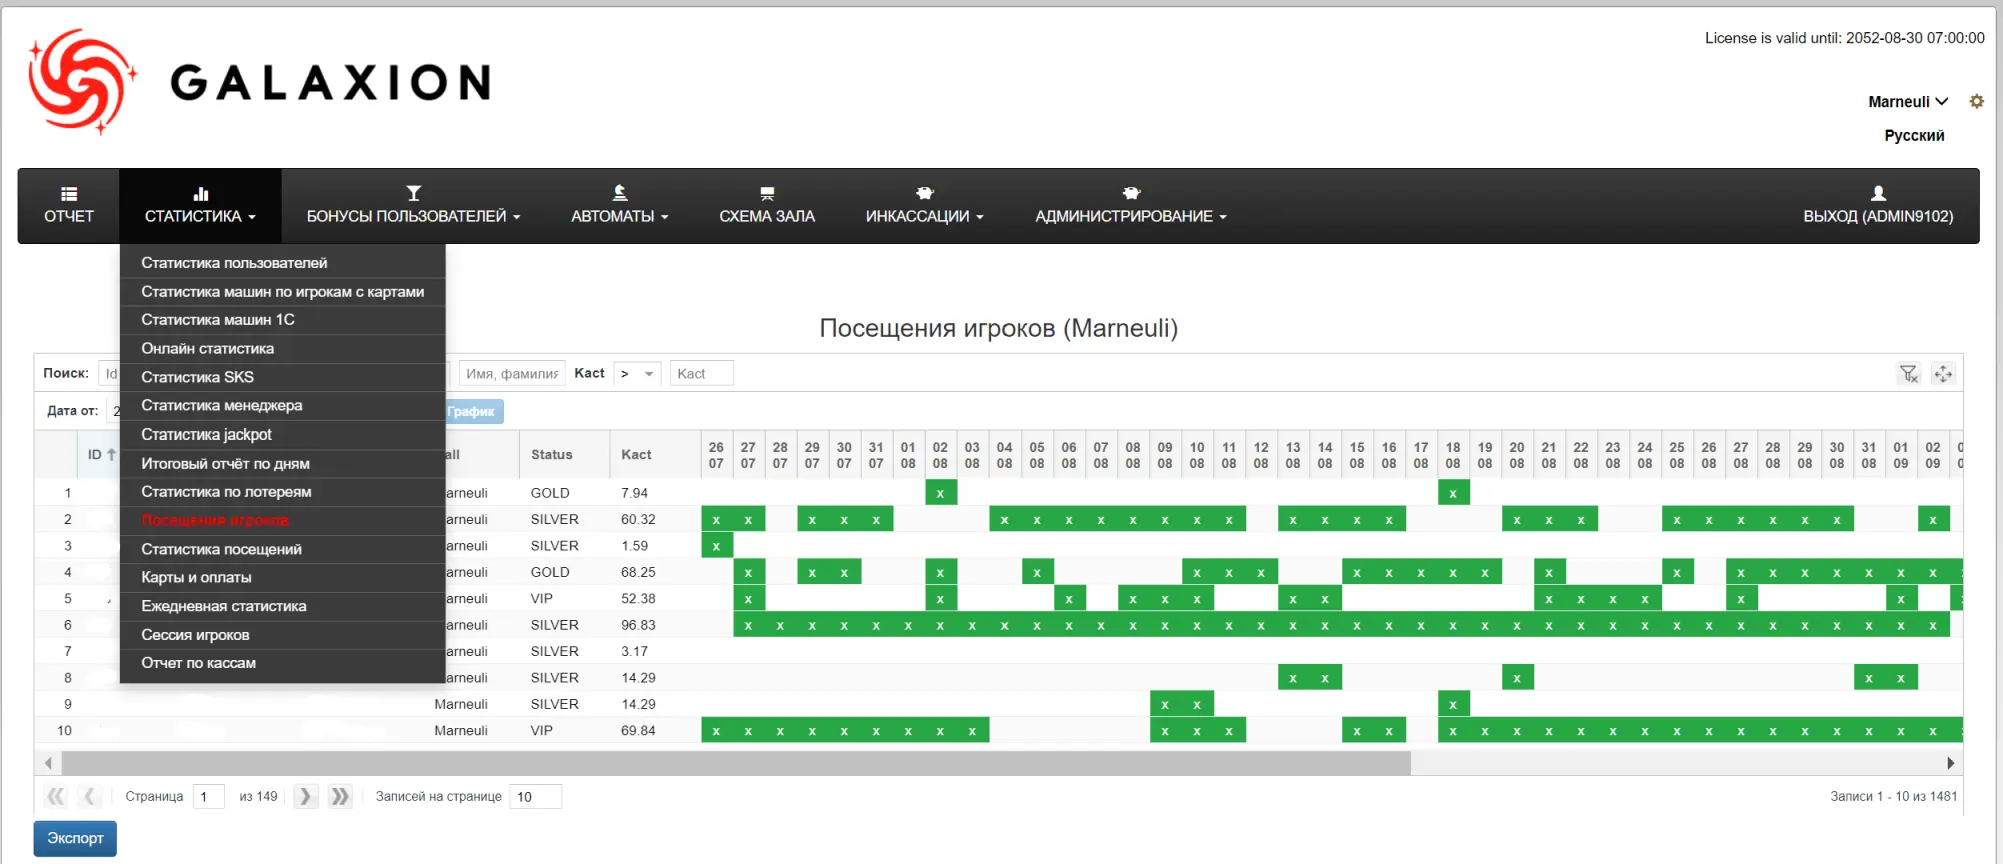 License is valid until: 2052-08-30 07:00:00
GALAXION
Marneuli
Русский
ОТЧЕТ СТАТИСТИКА БОНУСЫ ПОЛЬЗОВАТЕЛЕЙ АВТОМАТЫ СХЕМА ЗАЛА ИНКАССАЦИИ АДМИНИСТРИРОВАНИЕ ВЫХОД (ADMIN9102)
Статистика пользователей
Статистика машин по игрокам с картами
Статистика машин 1С
Онлайн статистика
Статистика SKS
Статистика менеджера
Статистика jackpot
Итоговый отчёт по дням
Статистика по лотереям
Посещения игроков
Статистика посещений
Карты и оплаты
Ежедневная статистика
Сессия игроков
Отчет по кассам
Посещения игроков (Marneuli)
Поиск: Id Имя, фамилия Kact > Kact
Дата от: 2 График
ID Status Kact 26 07 27 07 28 07 29 07 30 07 31 07 01 08 02 08 03 08 04 08 05 08 06 08 07 08 08 08 09 08 10 08 11 08 12 08 13 08 14 08 15 08 16 08 17 08 18 08 19 08 20 08 21 08 22 08 23 08 24 08 25 08 26 08 27 08 28 08 29 08 30 08 31 08 01 09 02 09
1 arneuli GOLD 7.94 x x
2 arneuli SILVER 60.32 x x x x x x x x x x x x x x x x x x x x x x x x x x x
3 arneuli SILVER 1.59 x
4 arneuli GOLD 68.25 x x x x x x x x x x x x x x x x x x x x x x
5 arneuli VIP 52.38 x x x x x x x x x x x x x x
6 arneuli SILVER 96.83 x x x x x x x x x x x x x x x x x x x x x x x x x x x x x x x x x x x x x x
7 arneuli SILVER 3.17
8 arneuli SILVER 14.29 x x x x x
9 Marneuli SILVER 14.29 x x x
10 Marneuli VIP 69.84 x x x x x x x x x x x x x x x x x x x x x x x x x x x x x x
Страница 1 из 149 Записей на странице 10 Записи 1 - 10 из 1481
Экспорт